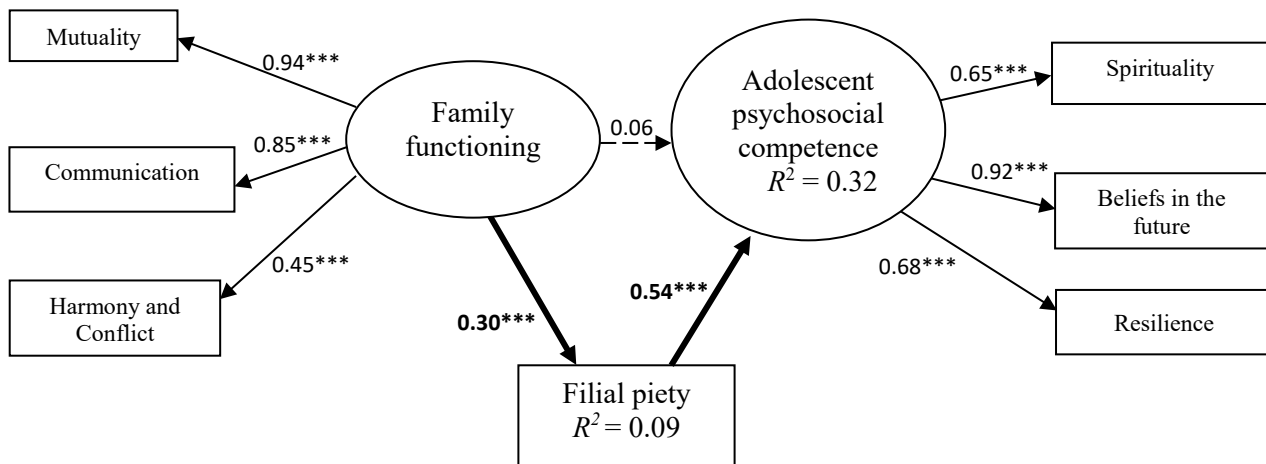 Mutuality
0.94***
Communication
0.85***
Harmony and
Conflict
0.45***
Family
functioning
0.06
Adolescent
psychosocial
competence
R² = 0.32
0.65***
Spirituality
0.92***
Beliefs in the
future
0.68***
Resilience
0.30***
0.54***
Filial piety
R² = 0.09